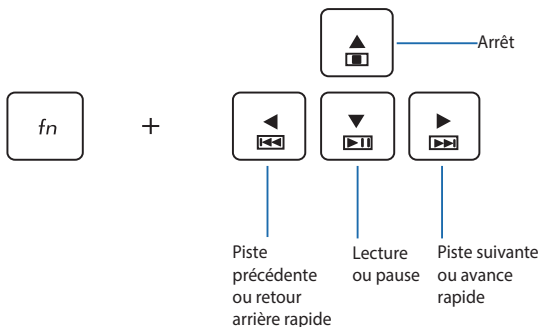 Arrêt
fn
+
Piste
précédente
ou retour
arrière rapide
Lecture
ou pause
Piste suivante
ou avance
rapide